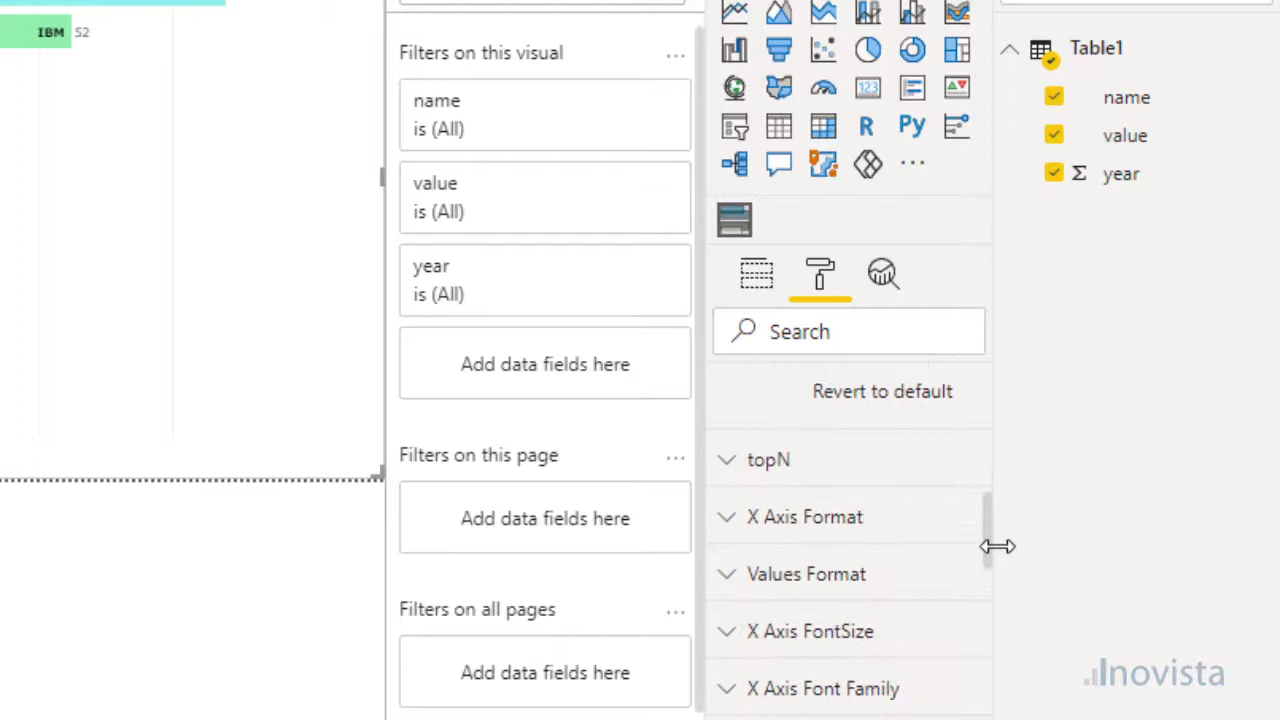 IBM 52
Filters on this visual ...
name
is (All)
value
is (All)
year
is (All)
Add data fields here
Filters on this page ...
Add data fields here
Filters on all pages ...
Add data fields here
123
R Py
...
Search
Revert to default
topN
X Axis Format
Values Format
X Axis FontSize
X Axis Font Family
Table1
name
value
Σ year
Inovista